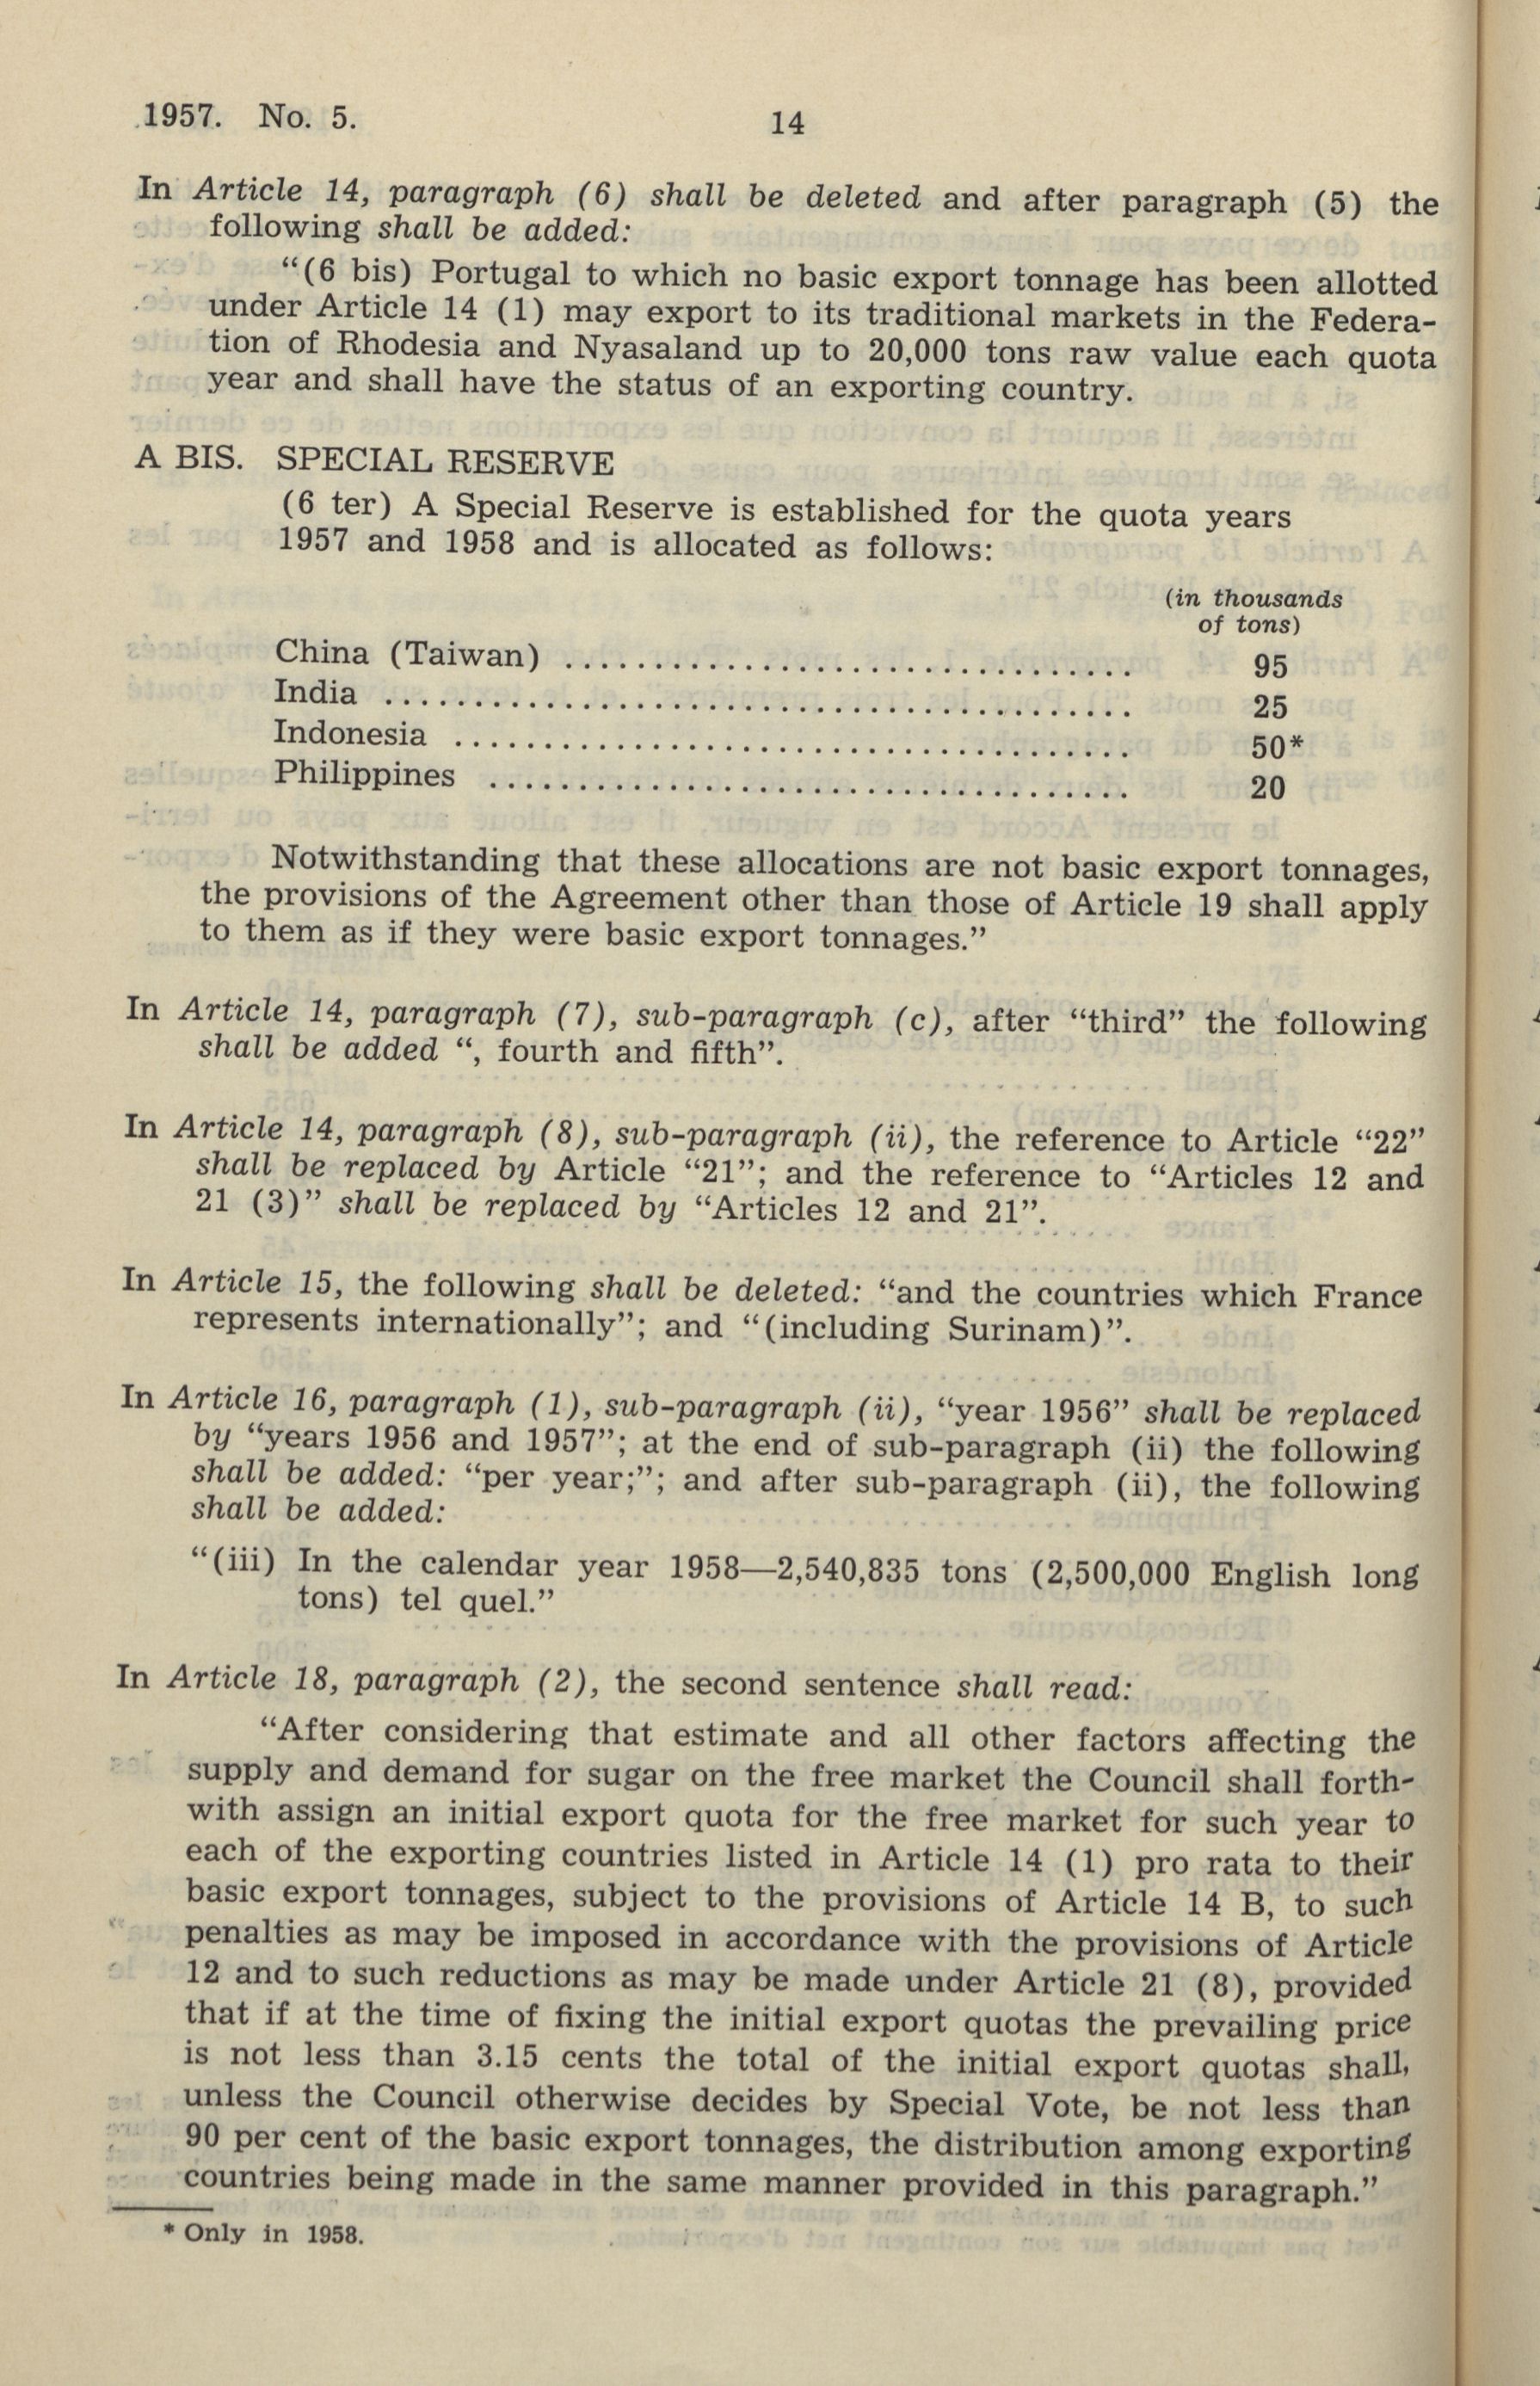 1957. No. 5.
14
In Article 14, paragraph (6) shall be deleted and after paragraph (5) the
following shall be added:
“(6 bis) Portugal to which no basic export tonnage has been allotted
under Article 14 (1) may export to its traditional markets in the Federa-
tion of Rhodesia and Nyasaland up to 20,000 tons raw value each quota
year and shall have the status of an exporting country.
A BIS. SPECIAL RESERVE
(6 ter) A Special Reserve is established for the quota years
1957 and 1958 and is allocated as follows:
(in thousands
of tons)
China (Taiwan) ................................ 95
India .......................................... 25
Indonesia ...................................... 50*
Philippines .................................... 20
Notwithstanding that these allocations are not basic export tonnages,
the provisions of the Agreement other than those of Article 19 shall apply
to them as if they were basic export tonnages.”
In Article 14, paragraph (7), sub-paragraph (c), after “third” the following
shall be added “, fourth and fifth”.
In Article 14, paragraph (8), sub-paragraph (ii), the reference to Article “22”
shall be replaced by Article “21”; and the reference to “Articles 12 and
21 (3)” shall be replaced by “Articles 12 and 21”.
In Article 15, the following shall be deleted: “and the countries which France
represents internationally”; and “(including Surinam)”.
In Article 16, paragraph (1), sub-paragraph (ii), “year 1956” shall be replaced
by “years 1956 and 1957”; at the end of sub-paragraph (ii) the following
shall be added: “per year;”; and after sub-paragraph (ii), the following
shall be added:
“(iii) In the calendar year 1958—2,540,835 tons (2,500,000 English long
tons) tel quel.”
In Article 18, paragraph (2), the second sentence shall read:
“After considering that estimate and all other factors affecting the
supply and demand for sugar on the free market the Council shall forth-
with assign an initial export quota for the free market for such year to
each of the exporting countries listed in Article 14 (1) pro rata to their
basic export tonnages, subject to the provisions of Article 14 B, to such
penalties as may be imposed in accordance with the provisions of Article
12 and to such reductions as may be made under Article 21 (8), provided
that if at the time of fixing the initial export quotas the prevailing price
is not less than 3.15 cents the total of the initial export quotas shall,
unless the Council otherwise decides by Special Vote, be not less than
90 per cent of the basic export tonnages, the distribution among exporting
countries being made in the same manner provided in this paragraph.”
* Only in 1958.